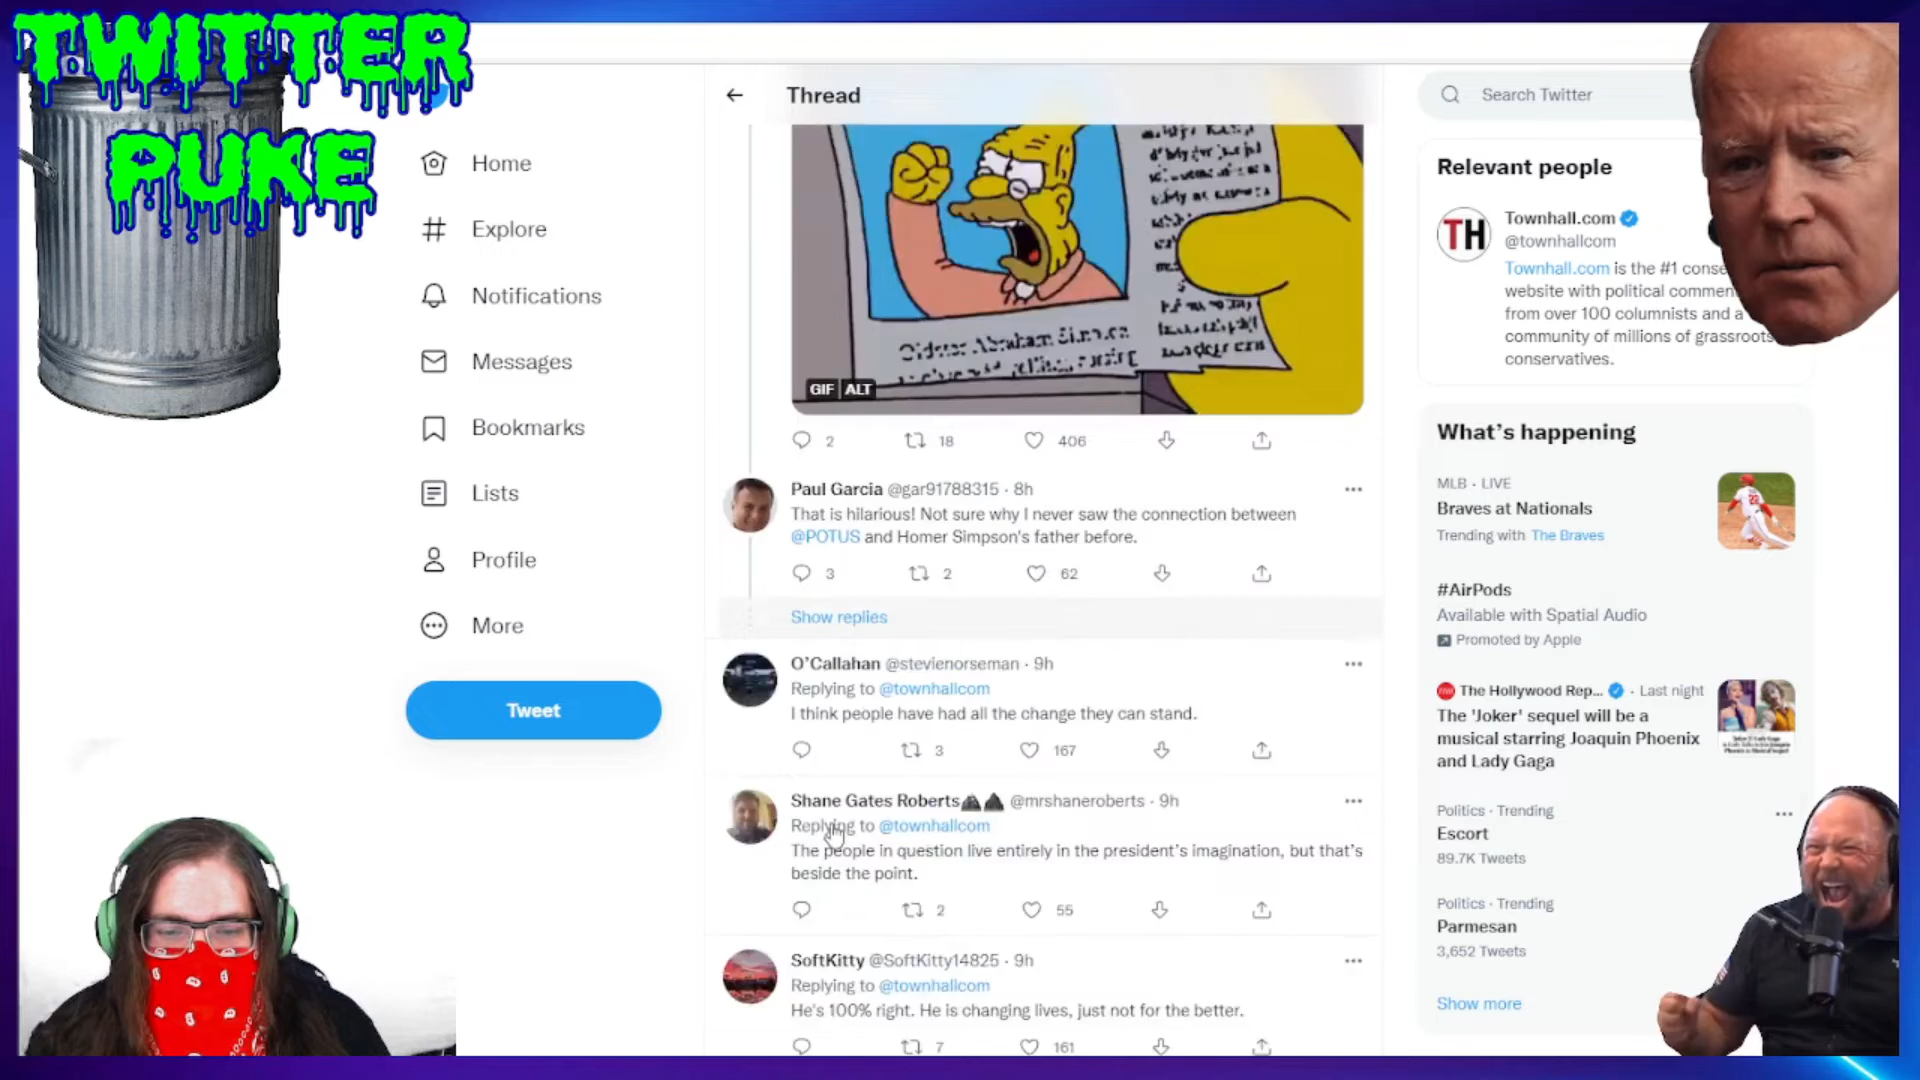 TWITTER
PUKE
Home
Explore
Notifications
Messages
Bookmarks
Lists
Profile
More
Tweet
Thread
GIF ALT
2 18 406
Paul Garcia @gar91788315 · 8h
That is hilarious! Not sure why I never saw the connection between
@POTUS and Homer Simpson's father before.
3 2 62
Show replies
O'Callahan @stevienorseman · 9h
Replying to @townhallcom
I think people have had all the change they can stand.
3 167
Shane Gates Roberts @mrshaneroberts · 9h
Replying to @townhallcom
The people in question live entirely in the president's imagination, but that's
beside the point.
2 55
SoftKitty @SoftKitty14825 · 9h
Replying to @townhallcom
He's 100% right. He is changing lives, just not for the better.
7 161
Search Twitter
Relevant people
TH
Townhall.com
@townhallcom
Townhall.com is the #1
website with political
from over 100 columnists and a
community of millions of grassroots
conservatives.
What's happening
MLB · LIVE
Braves at Nationals
Trending with The Braves
#AirPods
Available with Spatial Audio
Promoted by Apple
The Hollywood Rep... · Last night
The 'Joker' sequel will be a
musical starring Joaquin Phoenix
and Lady Gaga
Politics · Trending
Escort
89.7K Tweets
Politics · Trending
Parmesan
3,652 Tweets
Show more